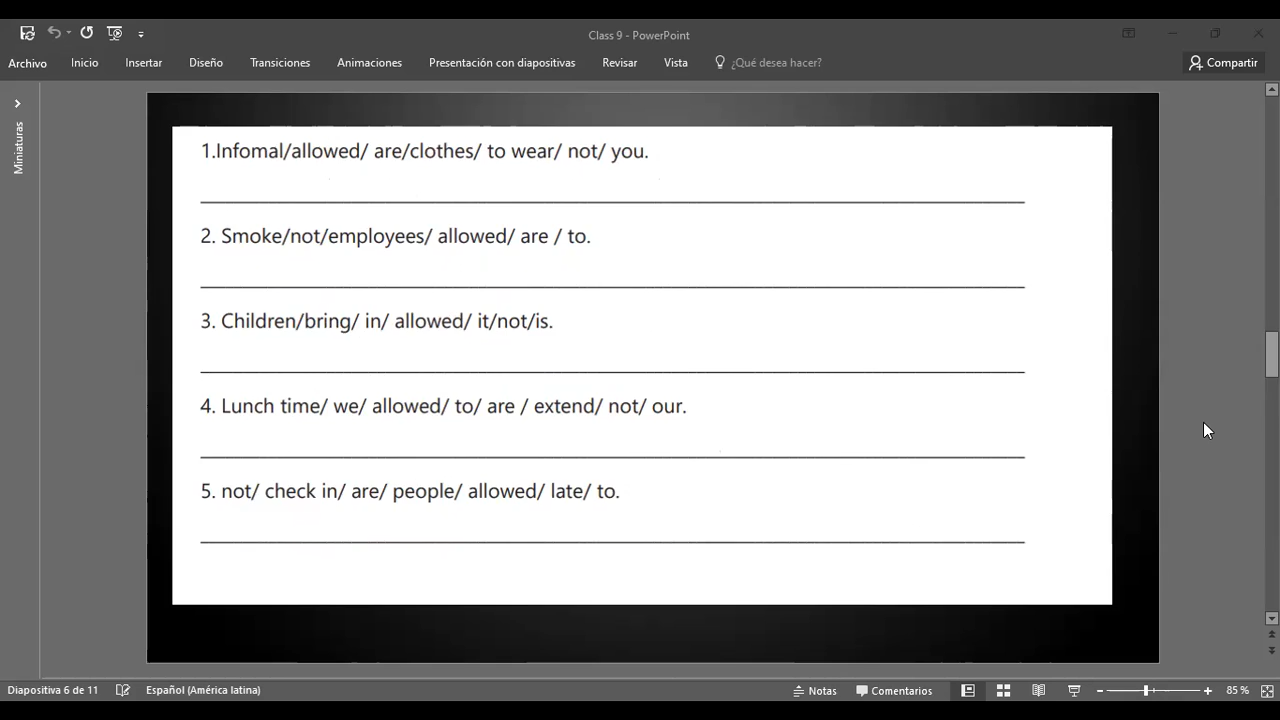 Class 9 - PowerPoint
Archivo Inicio Insertar Diseño Transiciones Animaciones Presentación con diapositivas Revisar Vista ¿Qué desea hacer? Compartir
Miniaturas
1.Infomal/allowed/ are/clothes/ to wear/ not/ you.
2. Smoke/not/employees/ allowed/ are / to.
3. Children/bring/ in/ allowed/ it/not/is.
4. Lunch time/ we/ allowed/ to/ are / extend/ not/ our.
5. not/ check in/ are/ people/ allowed/ late/ to.
Diapositiva 6 de 11 Español (América latina) Notas Comentarios 85 %